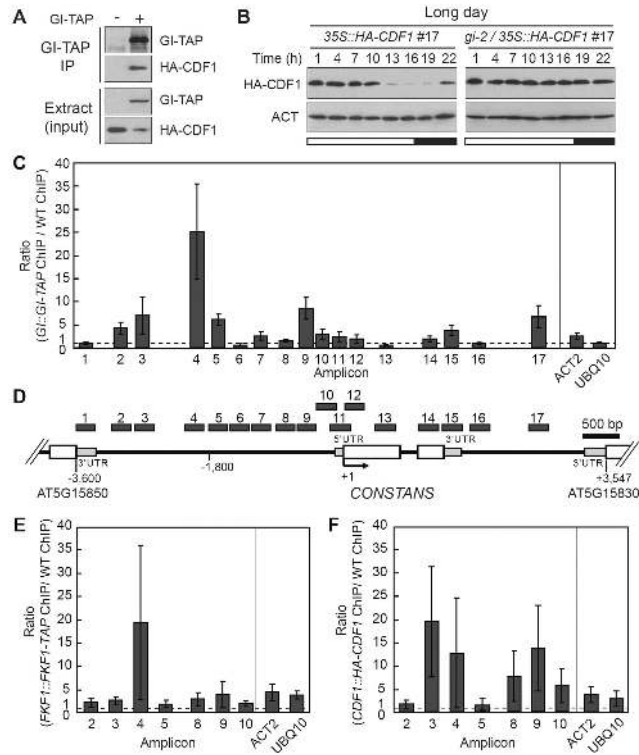 A
GI-TAP - +
GI-TAP IP
GI-TAP
HA-CDF1
Extract (input)
GI-TAP
HA-CDF1
B
Long day
35S::HA-CDF1 #17
gi-2 / 35S::HA-CDF1 #17
Time (h) 1 4 7 10 13 16 19 22 1 4 7 10 13 16 19 22
HA-CDF1
ACT
C
Ratio
(GI::GI-TAP ChIP / WT ChIP)
40
35
30
25
20
15
10
5
1
1 2 3 4 5 6 7 8 9 10 11 12 13 14 15 16 17 ACT2 UBQ10
Amplicon
D
10 12
1 2 3 4 5 6 7 8 9 11 13 14 15 16 17
500 bp
3'UTR
5'UTR
3'UTR
5'UTR
-3,600
-1,800
+1
+3,547
AT5G15850
CONSTANS
AT5G15830
E
Ratio
(FKF1::FKF1-TAP ChIP/ WT ChIP)
40
35
30
25
20
15
10
5
1
2 3 4 5 8 9 10 ACT2 UBQ10
Amplicon
F
Ratio
(CDF1::HA-CDF1 ChIP/ WT ChIP)
40
35
30
25
20
15
10
5
1
2 3 4 5 8 9 10 ACT2 UBQ10
Amplicon